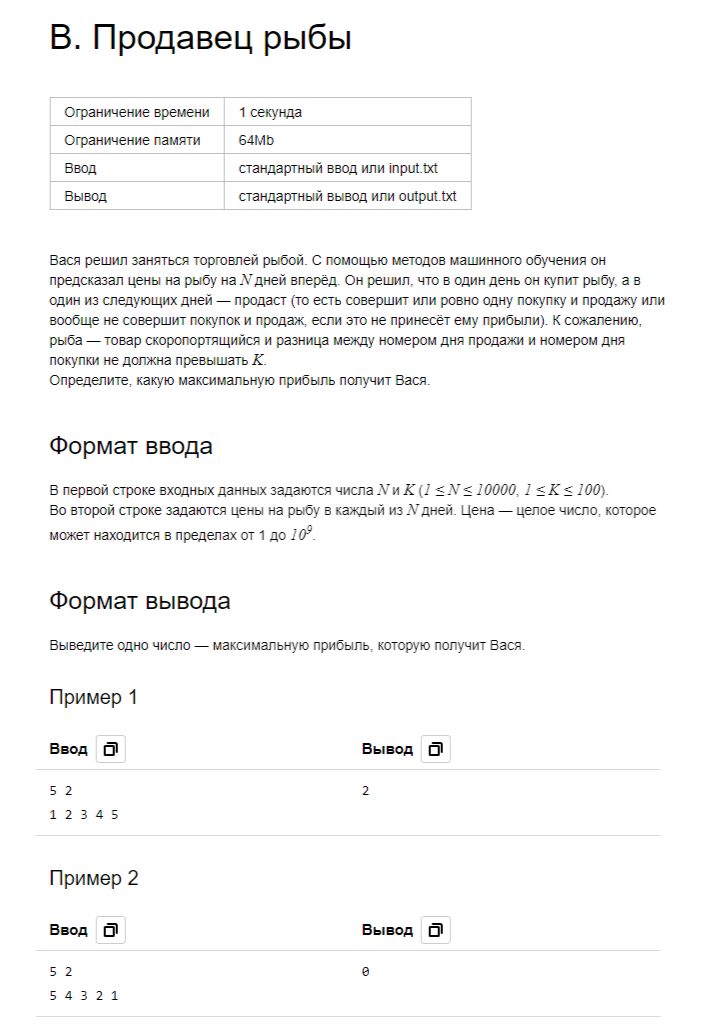 В. Продавец рыбы
Ограничение времени 1 секунда
Ограничение памяти 64Mb
Ввод стандартный ввод или input.txt
Вывод стандартный вывод или output.txt
Вася решил заняться торговлей рыбой. С помощью методов машинного обучения он
предсказал цены на рыбу на N дней вперёд. Он решил, что в один день он купит рыбу, а в
один из следующих дней — продаст (то есть совершит или ровно одну покупку и продажу или
вообще не совершит покупок и продаж, если это не принесёт ему прибыли). К сожалению,
рыба — товар скоропортящийся и разница между номером дня продажи и номером дня
покупки не должна превышать K.
Определите, какую максимальную прибыль получит Вася.
Формат ввода
В первой строке входных данных задаются числа N и K (1 ≤ N ≤ 10000, 1 ≤ K ≤ 100).
Во второй строке задаются цены на рыбу в каждый из N дней. Цена — целое число, которое
может находится в пределах от 1 до 10⁹.
Формат вывода
Выведите одно число — максимальную прибыль, которую получит Вася.
Пример 1
Ввод Вывод
5 2 2
1 2 3 4 5
Пример 2
Ввод Вывод
5 2 0
5 4 3 2 1